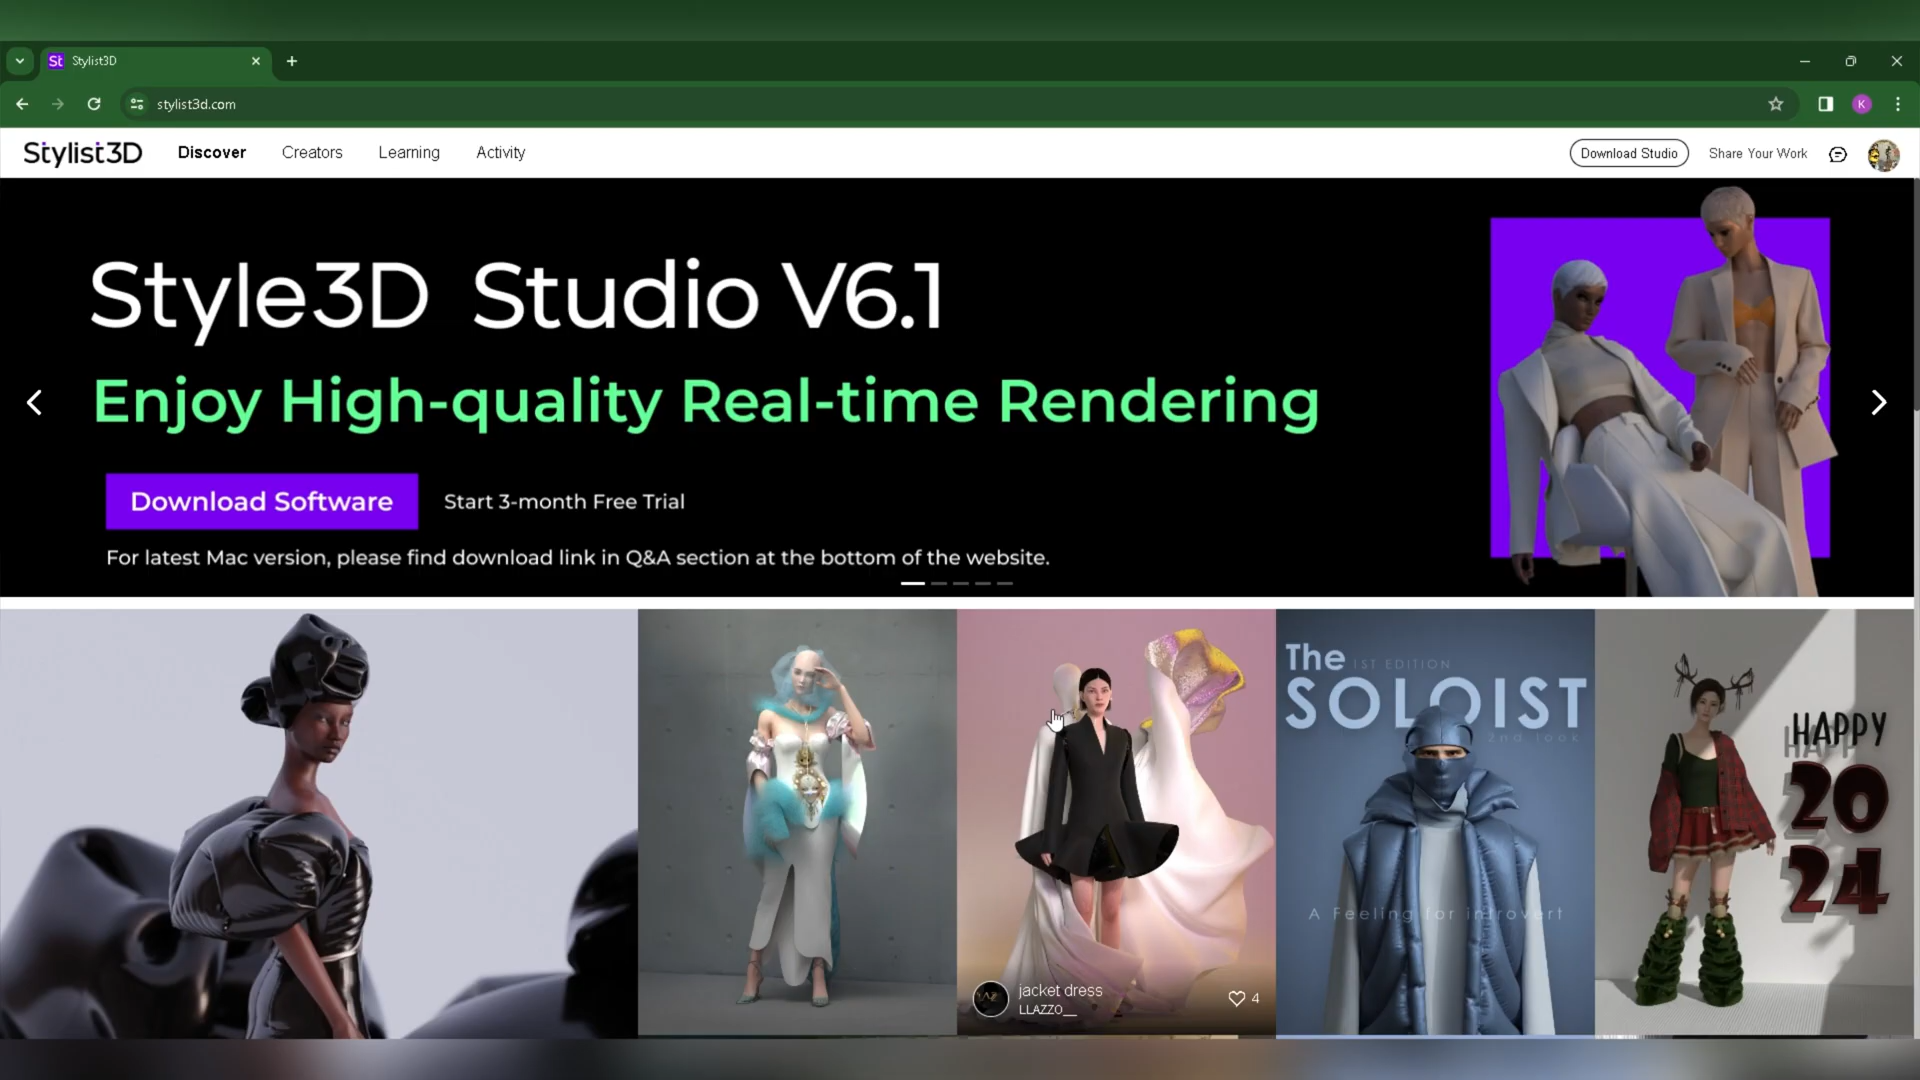 St Stylist3D
stylist3d.com
K
Stylist3D Discover Creators Learning Activity Download Studio Share Your Work
Style3D Studio V6.1
Enjoy High-quality Real-time Rendering
Download Software Start 3-month Free Trial
For latest Mac version, please find download link in Q&A section at the bottom of the website.
The 1ST EDITION
SOLOIST
2nd look
A Feeling for introvert
HAPPY
20
24
jacket dress
LLAZZO__
4